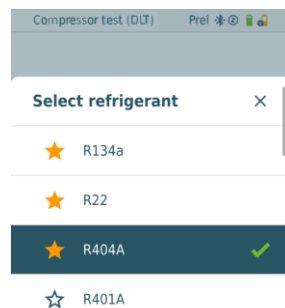 Compressor test (DLT) Prel
Select refrigerant
R134a
R22
R404A
R401A